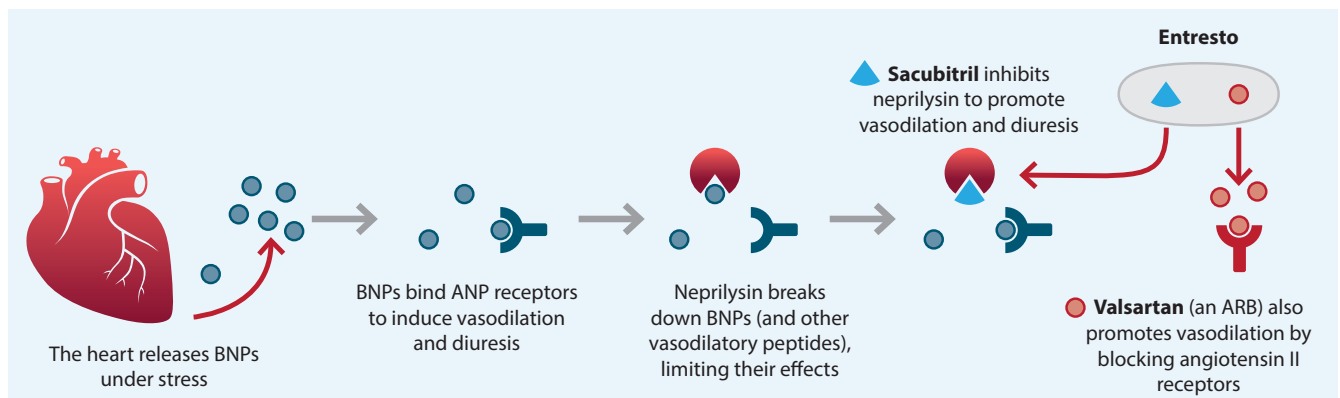 The heart releases BNPs
under stress
BNPs bind ANP receptors
to induce vasodilation
and diuresis
Neprilysin breaks
down BNPs (and other
vasodilatory peptides),
limiting their effects
Sacubitril inhibits
neprilysin to promote
vasodilation and diuresis
Entresto
Valsartan (an ARB) also
promotes vasodilation by
blocking angiotensin II
receptors